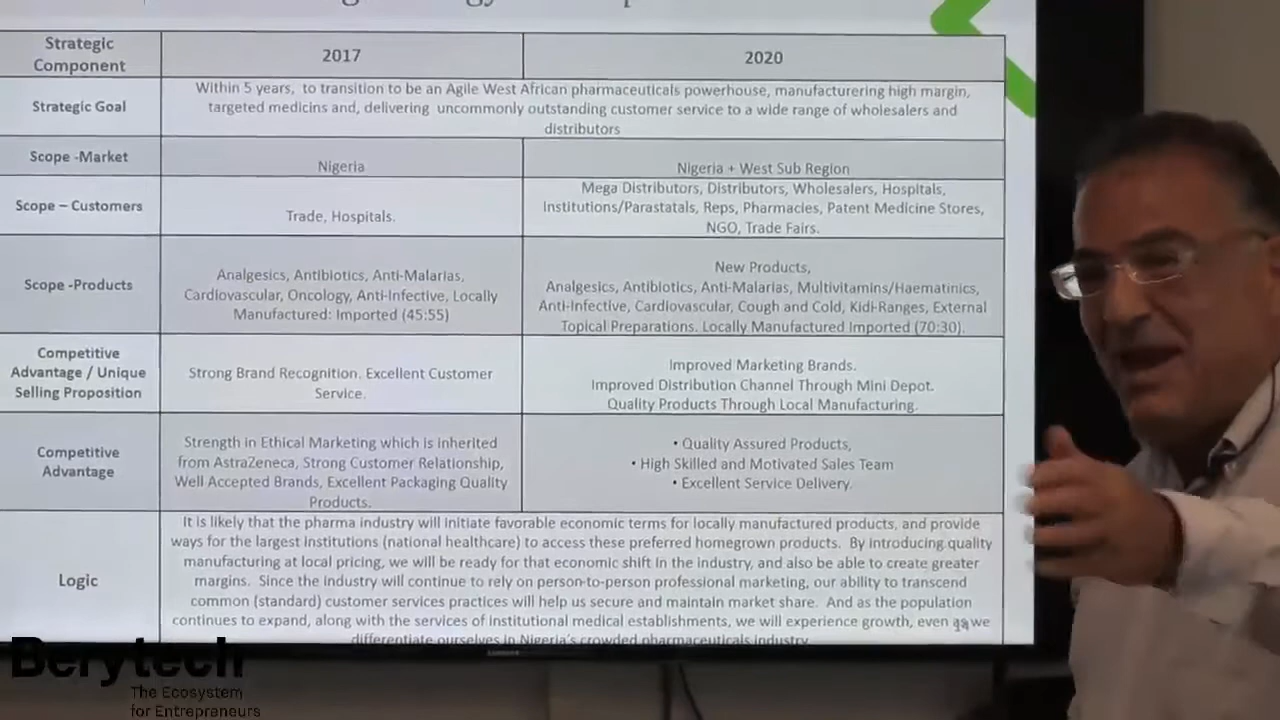 Strategic
Component
2017
2020
Strategic Goal
Within 5 years, to transition to be an Agile West African pharmaceuticals powerhouse, manufacturering high margin,
targeted medicins and, delivering uncommonly outstanding customer service to a wide range of wholesalers and
distributors
Scope -Market
Nigeria
Nigeria + West Sub Region
Scope – Customers
Trade, Hospitals.
Mega Distributors, Distributors, Wholesalers, Hospitals,
Institutions/Parastatals, Reps, Pharmacies, Patent Medicine Stores,
NGO, Trade Fairs.
Scope -Products
Analgesics, Antibiotics, Anti-Malarias,
Cardiovascular, Oncology, Anti-Infective, Locally
Manufactured: Imported (45:55)
New Products,
Analgesics, Antibiotics, Anti-Malarias, Multivitamins/Haematinics,
Anti-Infective, Cardiovascular, Cough and Cold, Kidi-Ranges, External
Topical Preparations. Locally Manufactured Imported (70:30).
Competitive
Advantage / Unique
Selling Proposition
Strong Brand Recognition. Excellent Customer
Service.
Improved Marketing Brands.
Improved Distribution Channel Through Mini Depot.
Quality Products Through Local Manufacturing.
Competitive
Advantage
Strength in Ethical Marketing which is inherited
from AstraZeneca, Strong Customer Relationship,
Well Accepted Brands, Excellent Packaging Quality
Products.
• Quality Assured Products,
• High Skilled and Motivated Sales Team
• Excellent Service Delivery.
Logic
It is likely that the pharma industry will initiate favorable economic terms for locally manufactured products, and provide
ways for the largest institutions (national healthcare) to access these preferred homegrown products. By introducing quality
manufacturing at local pricing, we will be ready for that economic shift in the industry, and also be able to create greater
margins. Since the industry will continue to rely on person-to-person professional marketing, our ability to transcend
common (standard) customer services practices will help us secure and maintain market share. And as the population
continues to expand, along with the services of institutional medical establishments, we will experience growth, even as we
differentiate ourselves in Nigeria's crowded pharmaceuticals industry.
Berytech
The Ecosystem
for Entrepreneurs